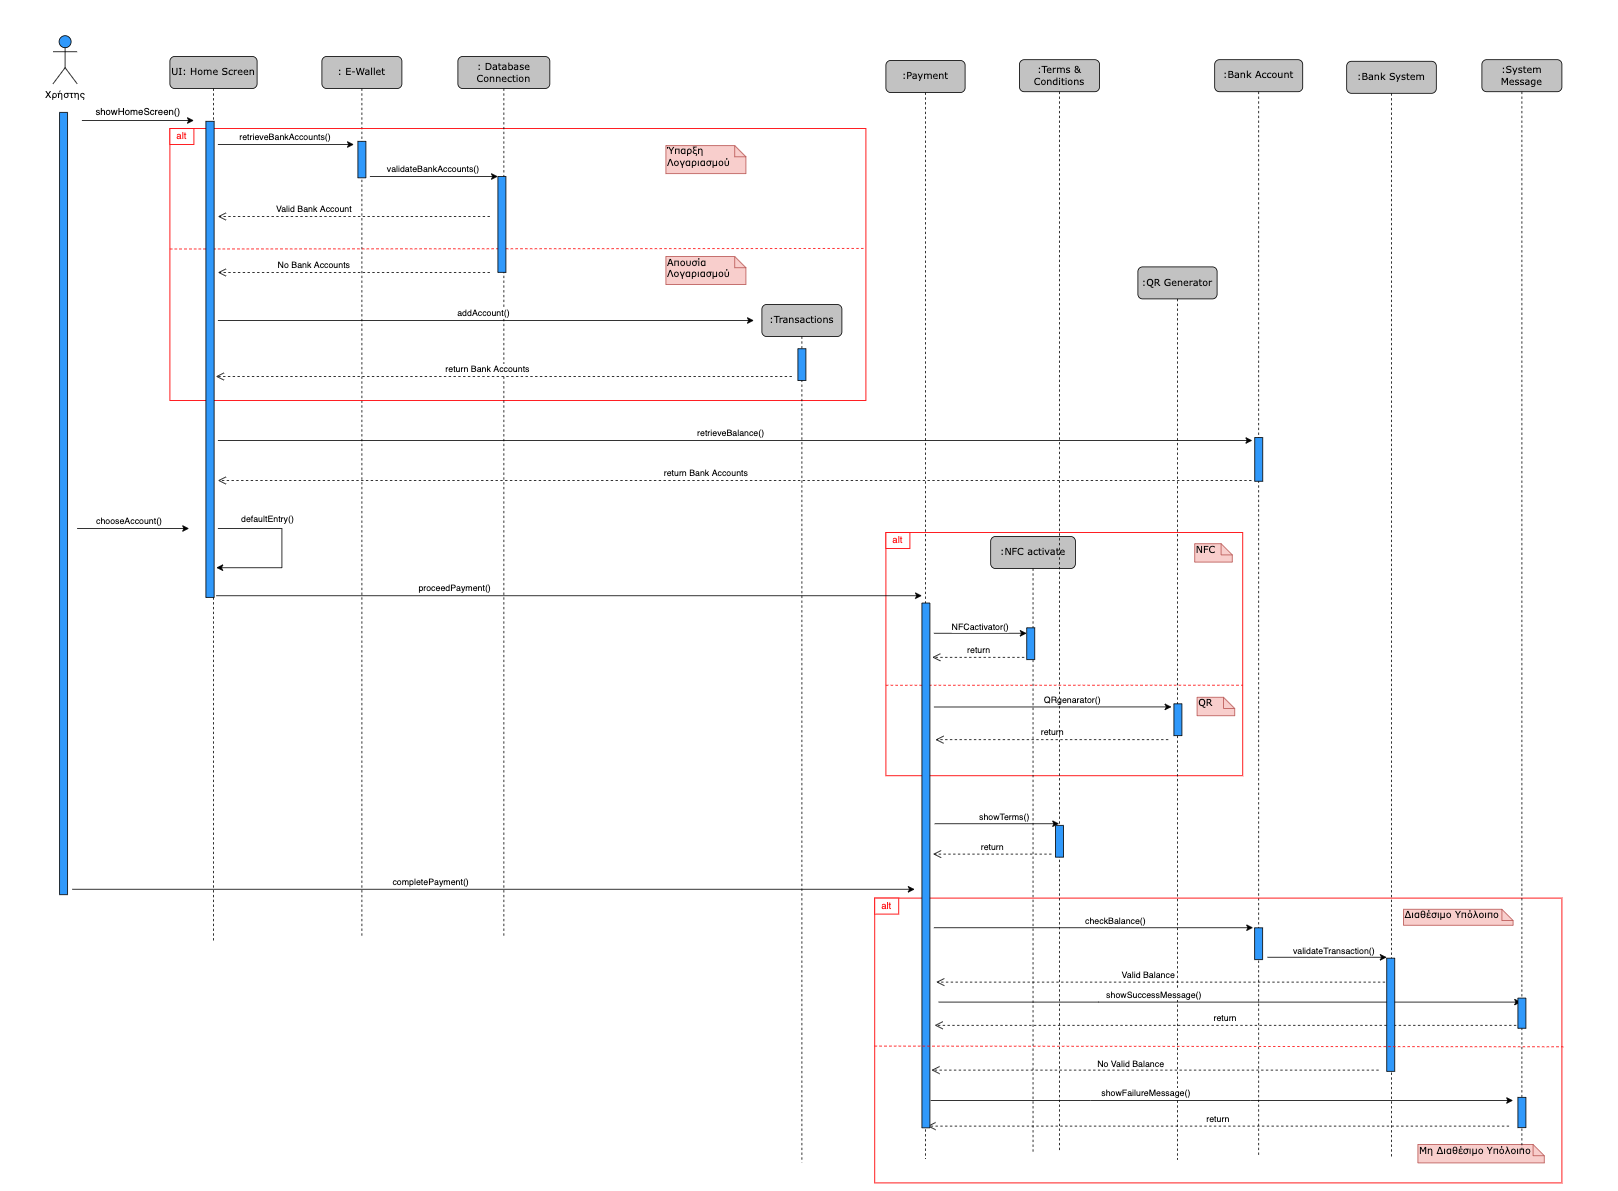 Χρήστης
UI: Home Screen
: E-Wallet
: Database
Connection
:Payment
:Terms &
Conditions
:Bank Account
:Bank System
:System
Message
showHomeScreen()
alt
retrieveBankAccounts()
Ύπαρξη
Λογαριασμού
validateBankAccounts()
Valid Bank Account
No Bank Accounts
Απουσία
Λογαριασμού
:QR Generator
addAccount()
:Transactions
return Bank Accounts
retrieveBalance()
return Bank Accounts
chooseAccount()
defaultEntry()
alt
:NFC activate
NFC
proceedPayment()
NFCactivator()
return
QRgenarator()
QR
return
showTerms()
return
completePayment()
alt
Διαθέσιμο Υπόλοιπο
checkBalance()
validateTransaction()
Valid Balance
showSuccessMessage()
return
No Valid Balance
showFailureMessage()
return
Μη Διαθέσιμο Υπόλοιπο